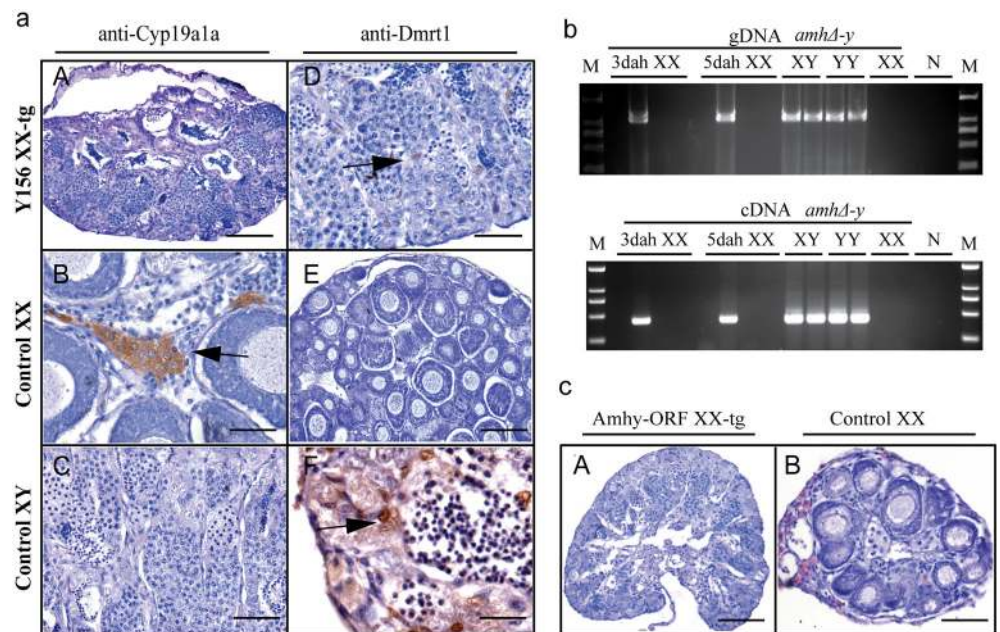 a
anti-Cyp19a1a
anti-Dmrt1
Y156 XX-tg
A
D
Control XX
B
E
Control XY
C
F
b
gDNA amhΔ-y
M 3dah XX 5dah XX XY YY XX N M
cDNA amhΔ-y
M 3dah XX 5dah XX XY YY XX N M
c
Amhy-ORF XX-tg
Control XX
A
B